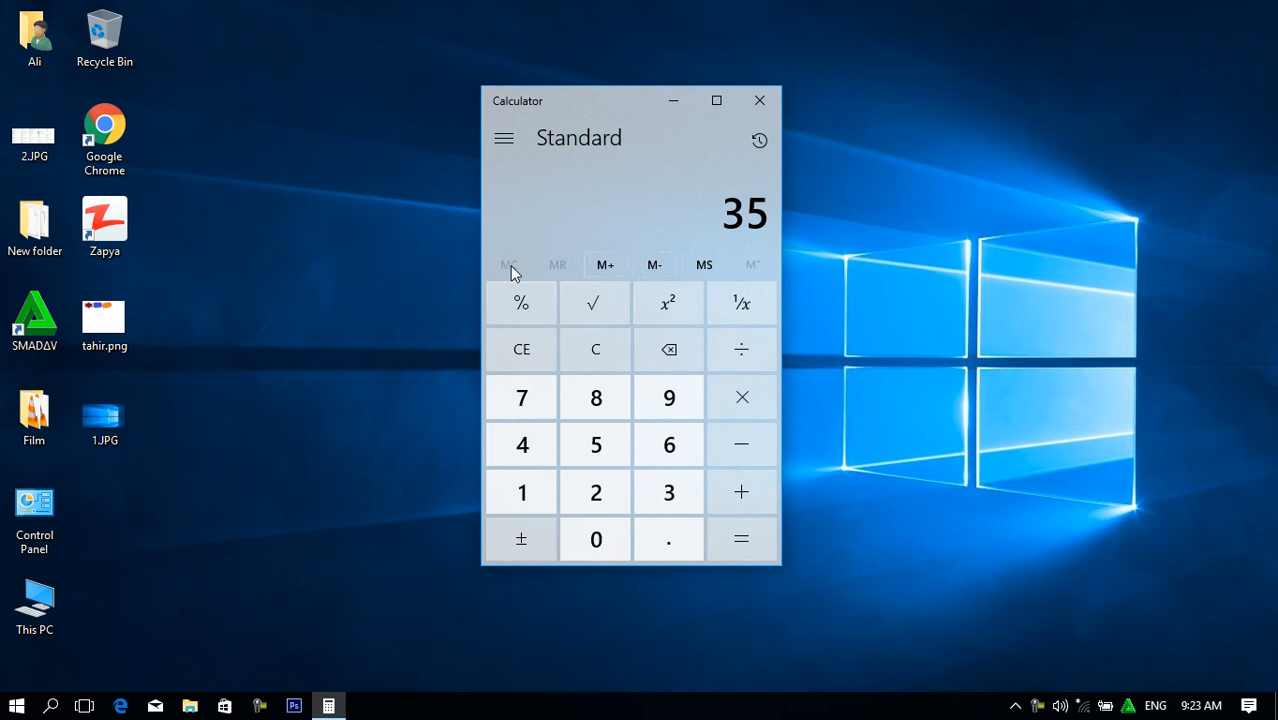 Ali
Recycle Bin
2.JPG
Google
Chrome
New folder
Zapya
SMADΔV
tahir.png
Film
1.JPG
Control
Panel
This PC
Calculator
Standard
35
MC MR M+ M- MS M˅
% √ x² ¹/x
CE C ÷
7 8 9 ×
4 5 6 −
1 2 3 +
± 0 . =
Ps
ENG 9:23 AM